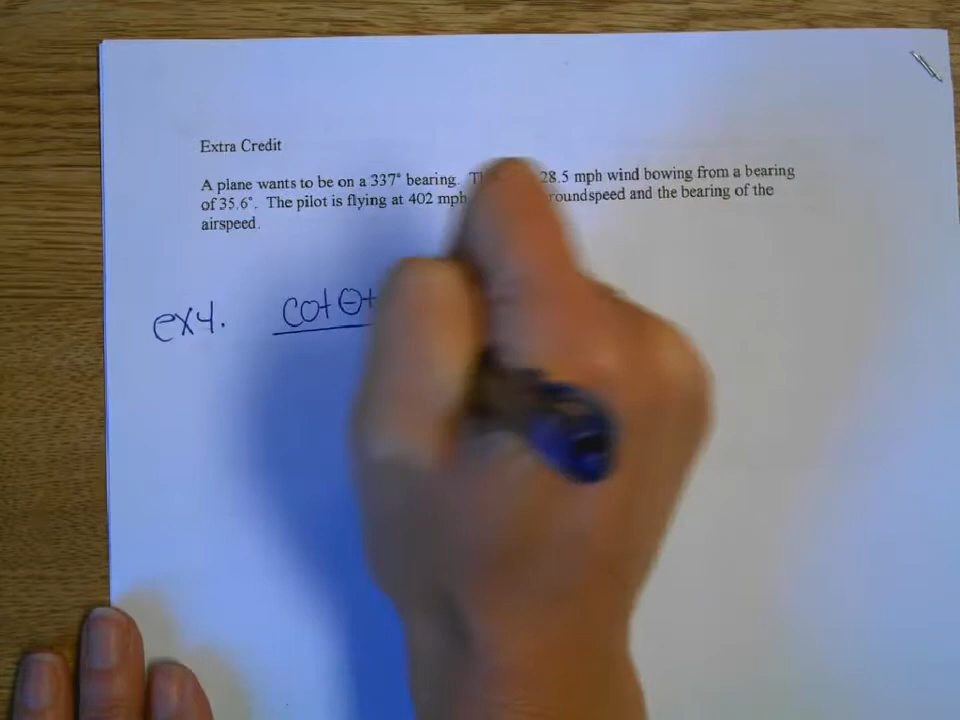 Extra Credit
A plane wants to be on a 337° bearing. 28.5 mph wind bowing from a bearing
of 35.6°. The pilot is flying at 402 mph roundspeed and the bearing of the
airspeed.
ex4. cot θ+